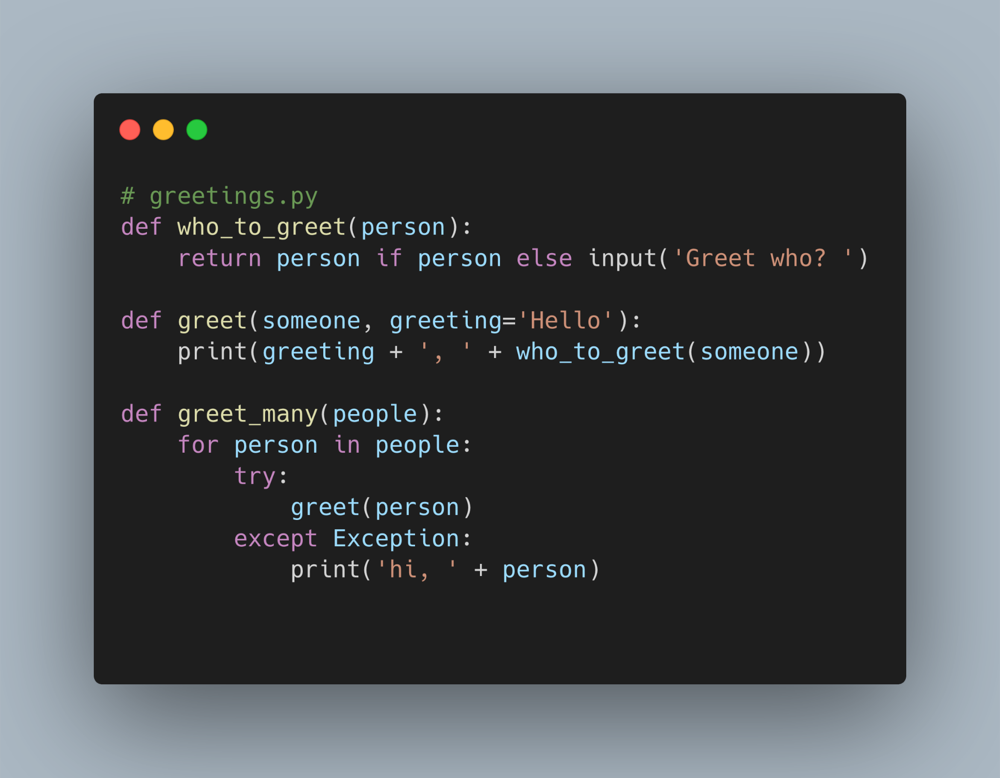 # greetings.py
def who_to_greet(person):
    return person if person else input('Greet who? ')

def greet(someone, greeting='Hello'):
    print(greeting + ', ' + who_to_greet(someone))

def greet_many(people):
    for person in people:
        try:
            greet(person)
        except Exception:
            print('hi, ' + person)